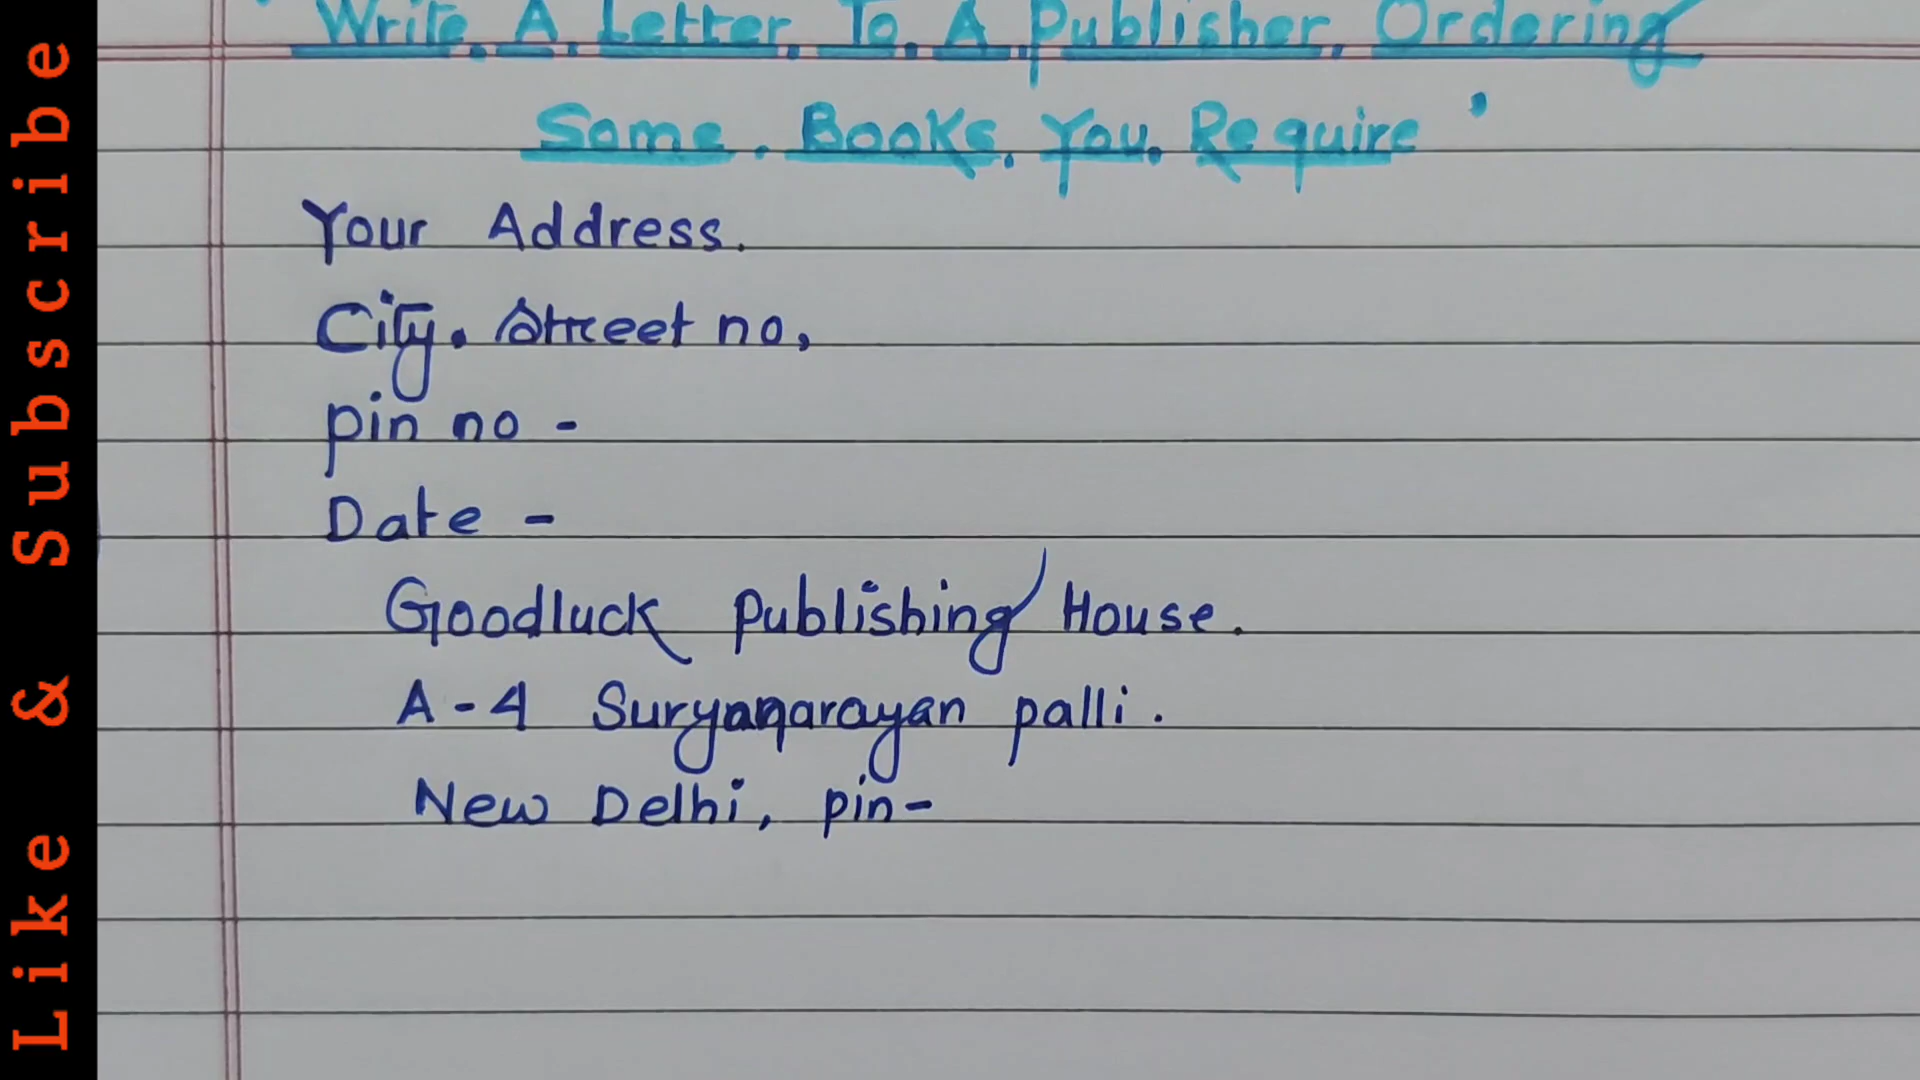 Write. A. Letter. To. A. Publisher. Ordering
Some. Books. You. Require '
Your Address.
City. Street no,
pin no -
Date -
Goodluck Publishing House.
A-4 Suryanarayan palli.
New Delhi, pin-
Like & Subscribe